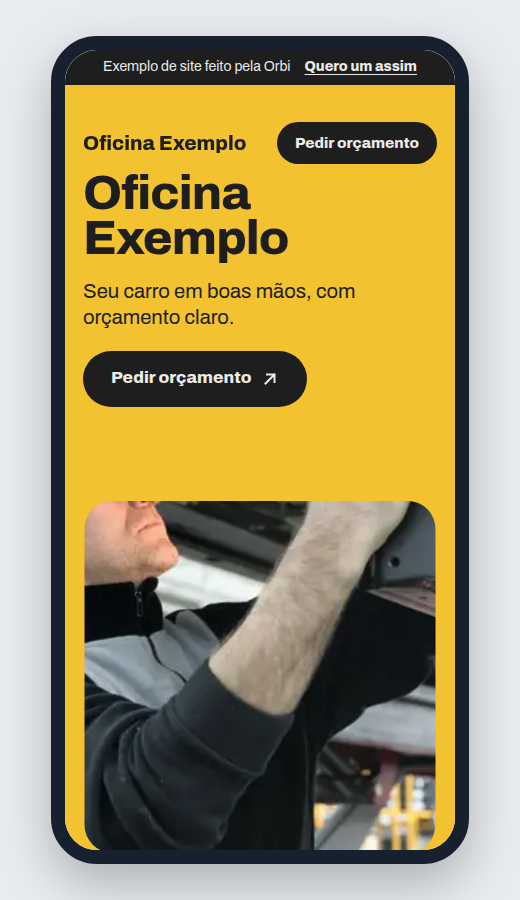 Exemplo de site feito pela Orbi Quero um assim
Oficina Exemplo Pedir orçamento
Oficina
Exemplo
Seu carro em boas mãos, com
orçamento claro.
Pedir orçamento